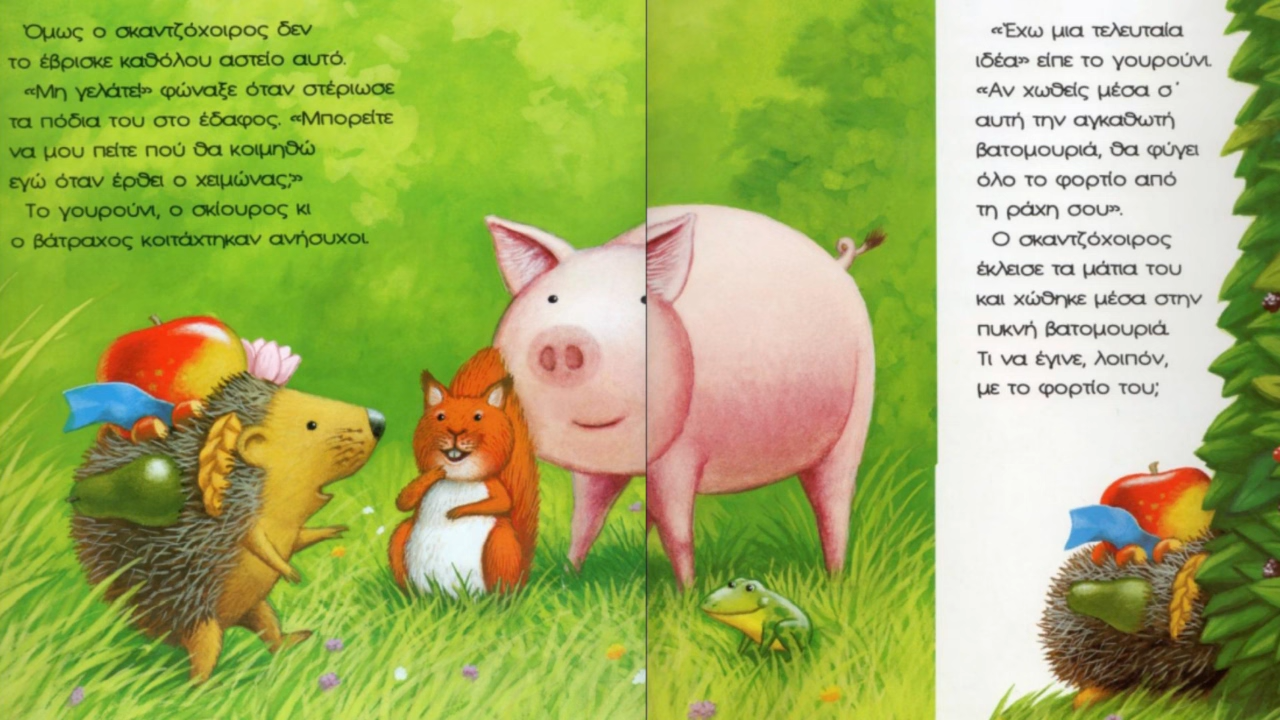 Όμως ο σκαντζόχοιρος δεν
το έβρισκε καθόλου αστείο αυτό.
«Μη γελάτε!» φώναξε όταν στέριωσε
τα πόδια του στο έδαφος. «Μπορείτε
να μου πείτε πού θα κοιμηθώ
εγώ όταν έρθει ο χειμώνας;»
Το γουρούνι, ο σκίουρος κι
ο βάτραχος κοιτάχτηκαν ανήσυχοι.
«Έχω μια τελευταία
ιδέα» είπε το γουρούνι.
«Αν χωθείς μέσα σ'
αυτή την αγκαθωτή
βατομουριά, θα φύγει
όλο το φορτίο από
τη ράχη σου».
Ο σκαντζόχοιρος
έκλεισε τα μάτια του
και χώθηκε μέσα στην
πυκνή βατομουριά.
Τι να έγινε, λοιπόν,
με το φορτίο του;